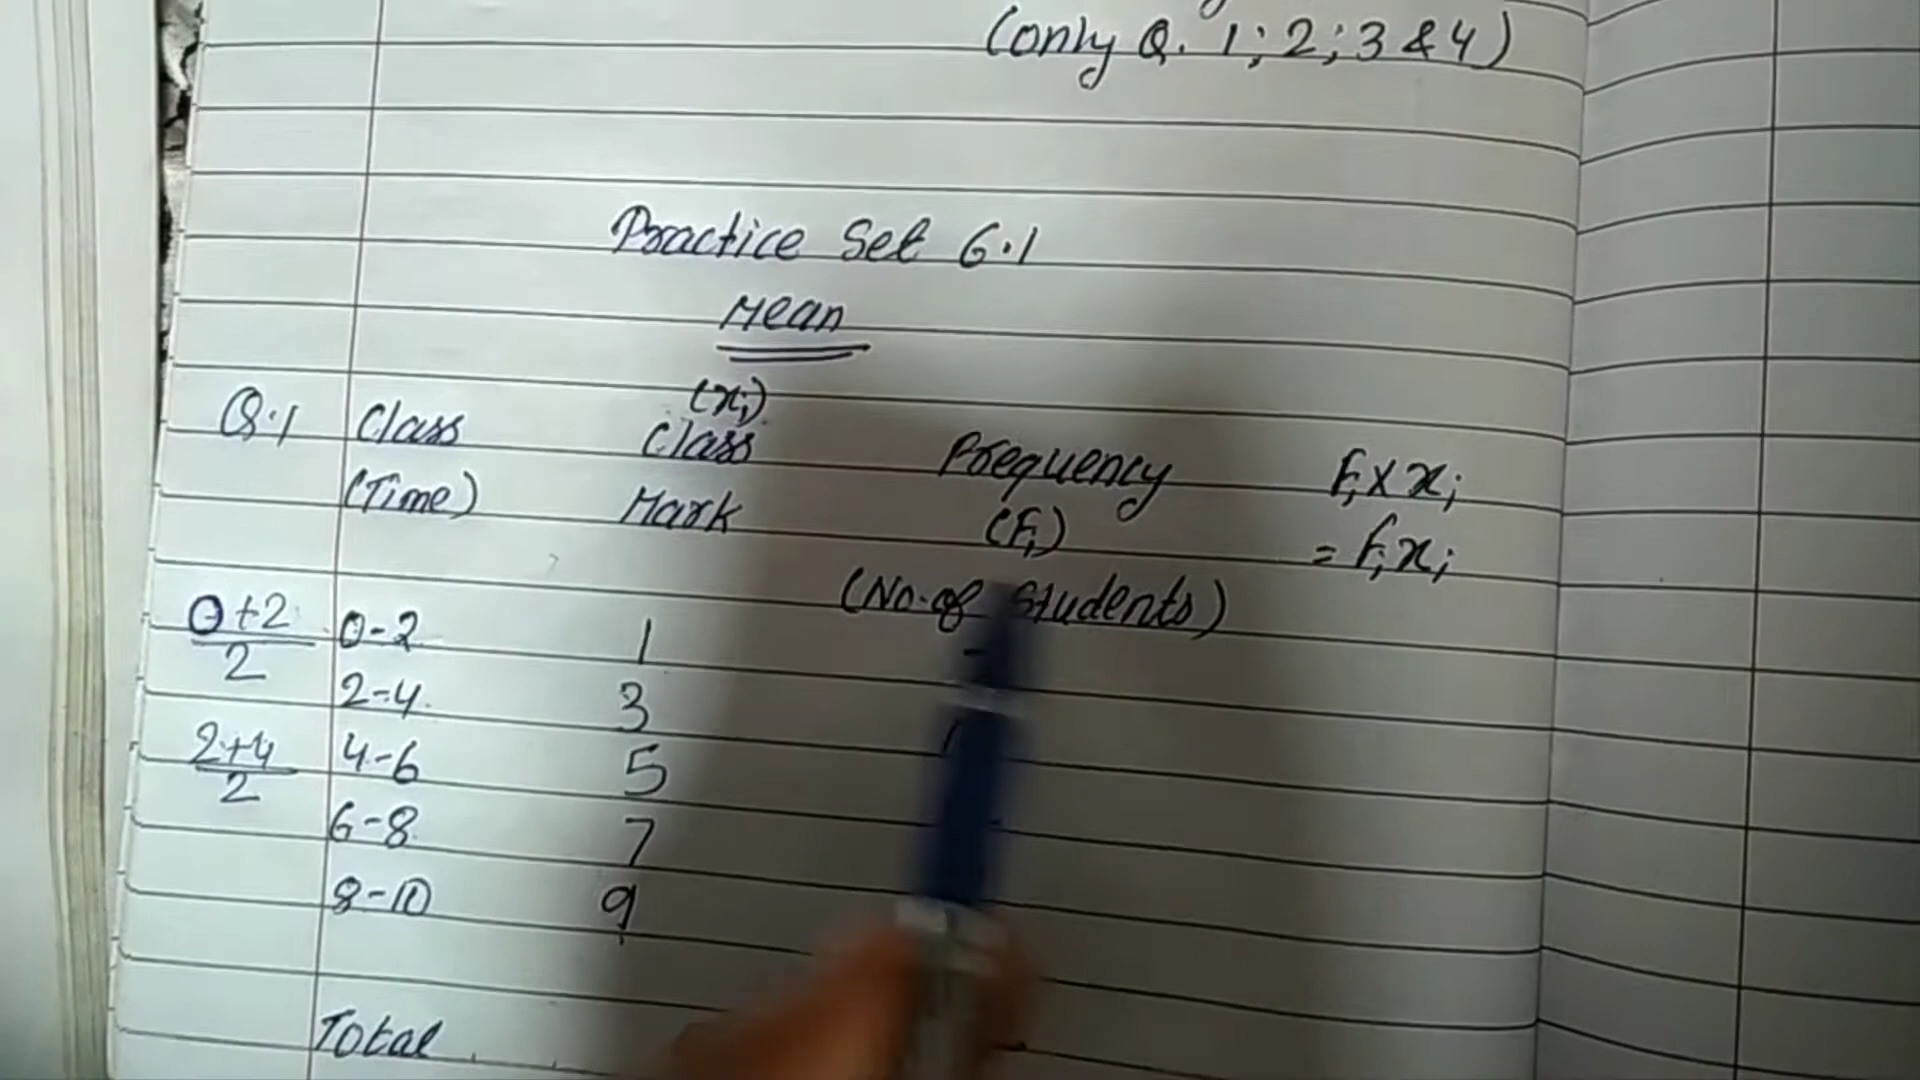 (only Q. 1; 2; 3 & 4)
Practice Set 6.1
Mean
(xi)
Q.1 Class Class Frequency Fi X xi
(Time) Mark (Fi) = fixi
(No. of Students)
0+2/2 0-2 1
2-4 3
2+4/2 4-6 5
6-8 7
8-10 9
Total